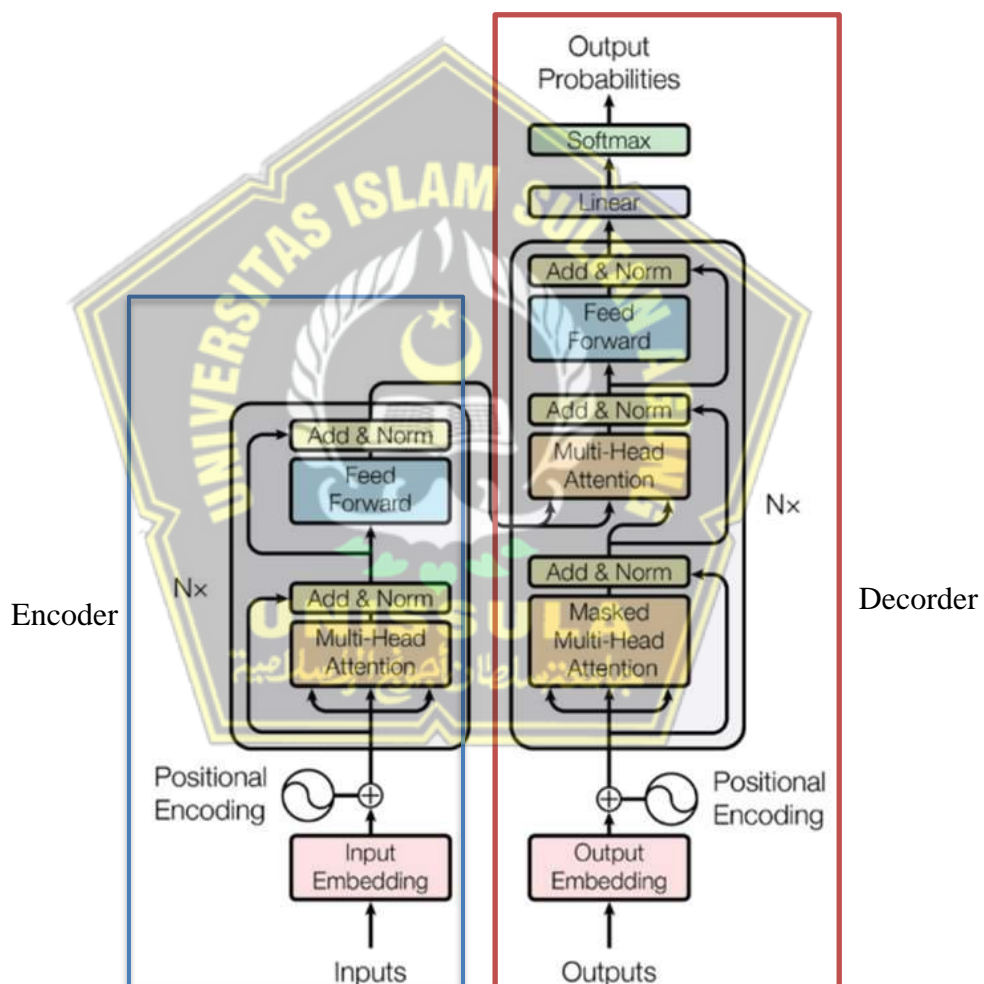 Output
Probabilities
Softmax
Linear
Add & Norm
Feed
Forward
Add & Norm
Multi-Head
Attention
Nx
Add & Norm
Masked
Multi-Head
Attention
Positional
Encoding
Output
Embedding
Outputs
Decorder
Encoder
Nx
Add & Norm
Feed
Forward
Add & Norm
Multi-Head
Attention
Positional
Encoding
Input
Embedding
Inputs
UNIVERSITAS ISLAM SULTAN AGUNG
UNISSULA